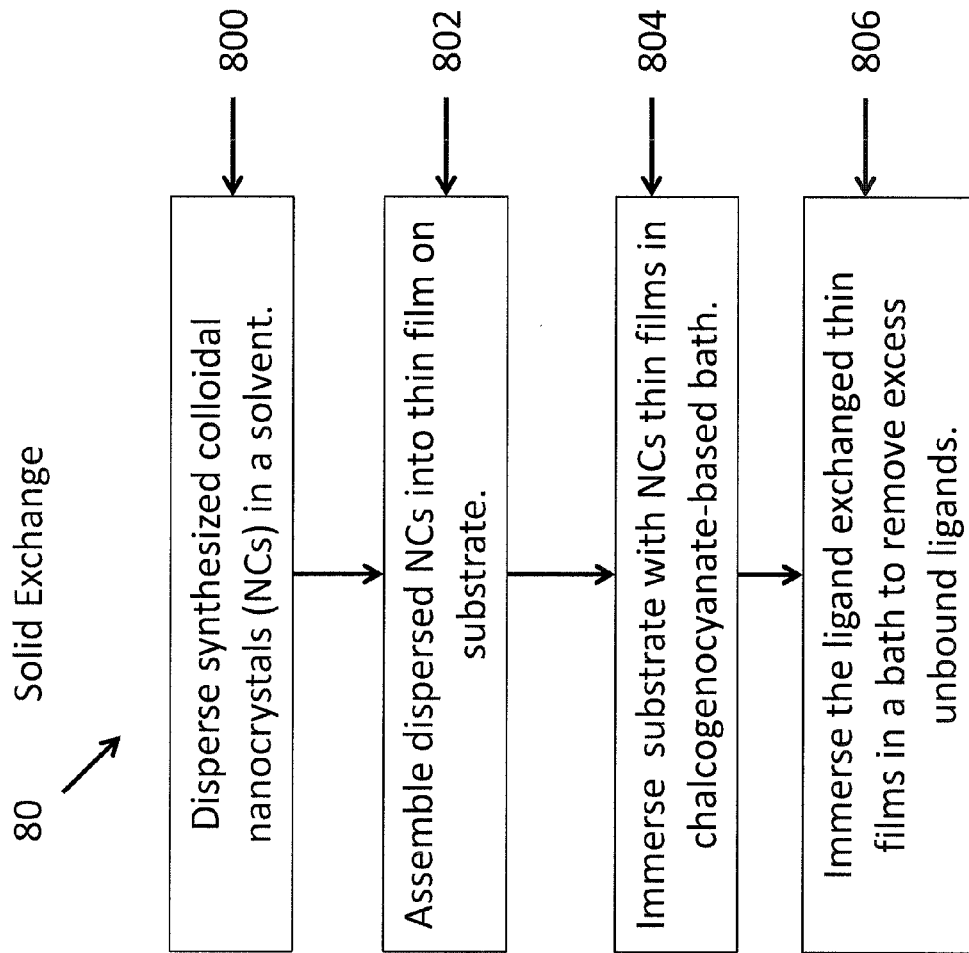 80 Solid Exchange
Disperse synthesized colloidal
nanocrystals (NCs) in a solvent.
800
Assemble dispersed NCs into thin film on
substrate.
802
Immerse substrate with NCs thin films in
chalcogenocyanate-based bath.
804
Immerse the ligand exchanged thin
films in a bath to remove excess
unbound ligands.
806